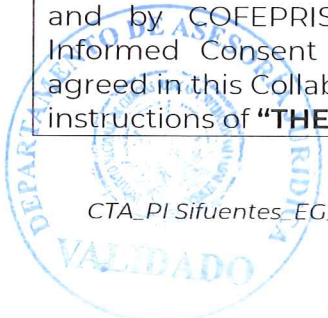 and by COFEPRIS
Informed Consent
agreed in this Collab
instructions of “THE
CTA_PI Sifuentes_EG
DEPARTAMENTO DE ASESORIA JURIDICA
VALIDADO